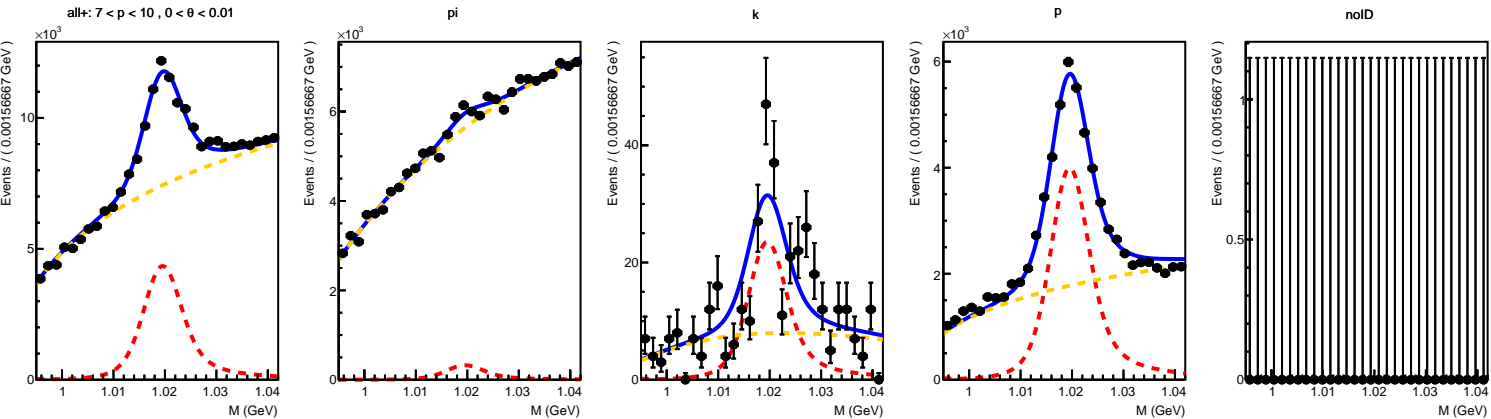 all+: 7 < p < 10 , 0 < θ < 0.01
×10³
Events / ( 0.00156667 GeV )
10
5
0
1 1.01 1.02 1.03 1.04
M (GeV)
pi
×10³
Events / ( 0.00156667 GeV )
6
4
2
0
1 1.01 1.02 1.03 1.04
M (GeV)
k
Events / ( 0.00156667 GeV )
40
20
0
1 1.01 1.02 1.03 1.04
M (GeV)
p
×10³
Events / ( 0.00156667 GeV )
6
4
2
0
1 1.01 1.02 1.03 1.04
M (GeV)
noID
Events / ( 0.00156667 GeV )
1
0.5
0
1 1.01 1.02 1.03 1.04
M (GeV)